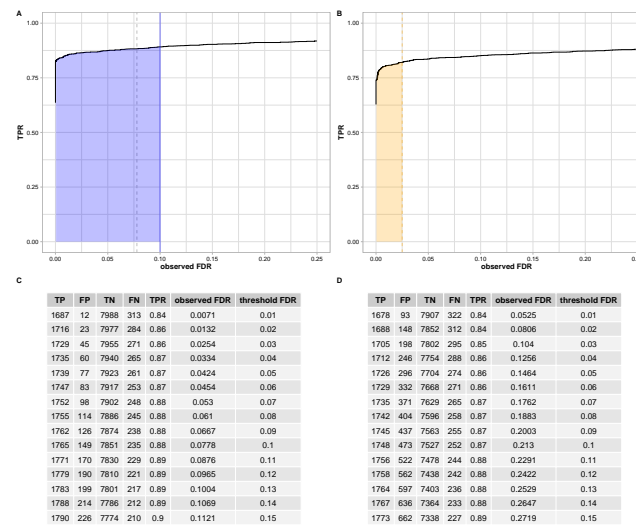 A
1.00
0.75
0.50
0.25
0.00
TPR
0.00 0.05 0.10 0.15 0.20 0.25
observed FDR
B
1.00
0.75
0.50
0.25
0.00
TPR
0.00 0.05 0.10 0.15 0.20
observed FDR
C
TP FP TN FN TPR observed FDR threshold FDR
1687 12 7988 313 0.84 0.0071 0.01
1716 23 7977 284 0.86 0.0132 0.02
1729 45 7955 271 0.86 0.0254 0.03
1735 60 7940 265 0.87 0.0334 0.04
1739 77 7923 261 0.87 0.0424 0.05
1747 83 7917 253 0.87 0.0454 0.06
1752 98 7902 248 0.88 0.053 0.07
1755 114 7886 245 0.88 0.061 0.08
1762 126 7874 238 0.88 0.0667 0.09
1765 149 7851 235 0.88 0.0778 0.1
1771 170 7830 229 0.89 0.0876 0.11
1779 190 7810 221 0.89 0.0965 0.12
1783 199 7801 217 0.89 0.1004 0.13
1788 214 7786 212 0.89 0.1069 0.14
1790 226 7774 210 0.9 0.1121 0.15
D
TP FP TN FN TPR observed FDR threshold FDR
1678 93 7907 322 0.84 0.0525 0.01
1688 148 7852 312 0.84 0.0806 0.02
1705 198 7802 295 0.85 0.104 0.03
1712 246 7754 288 0.86 0.1256 0.04
1726 296 7704 274 0.86 0.1464 0.05
1729 332 7668 271 0.86 0.1611 0.06
1735 371 7629 265 0.87 0.1762 0.07
1742 404 7596 258 0.87 0.1883 0.08
1745 437 7563 255 0.87 0.2003 0.09
1748 473 7527 252 0.87 0.213 0.1
1756 522 7478 244 0.88 0.2291 0.11
1758 562 7438 242 0.88 0.2422 0.12
1764 597 7403 236 0.88 0.2529 0.13
1767 636 7364 233 0.88 0.2647 0.14
1773 662 7338 227 0.89 0.2719 0.15